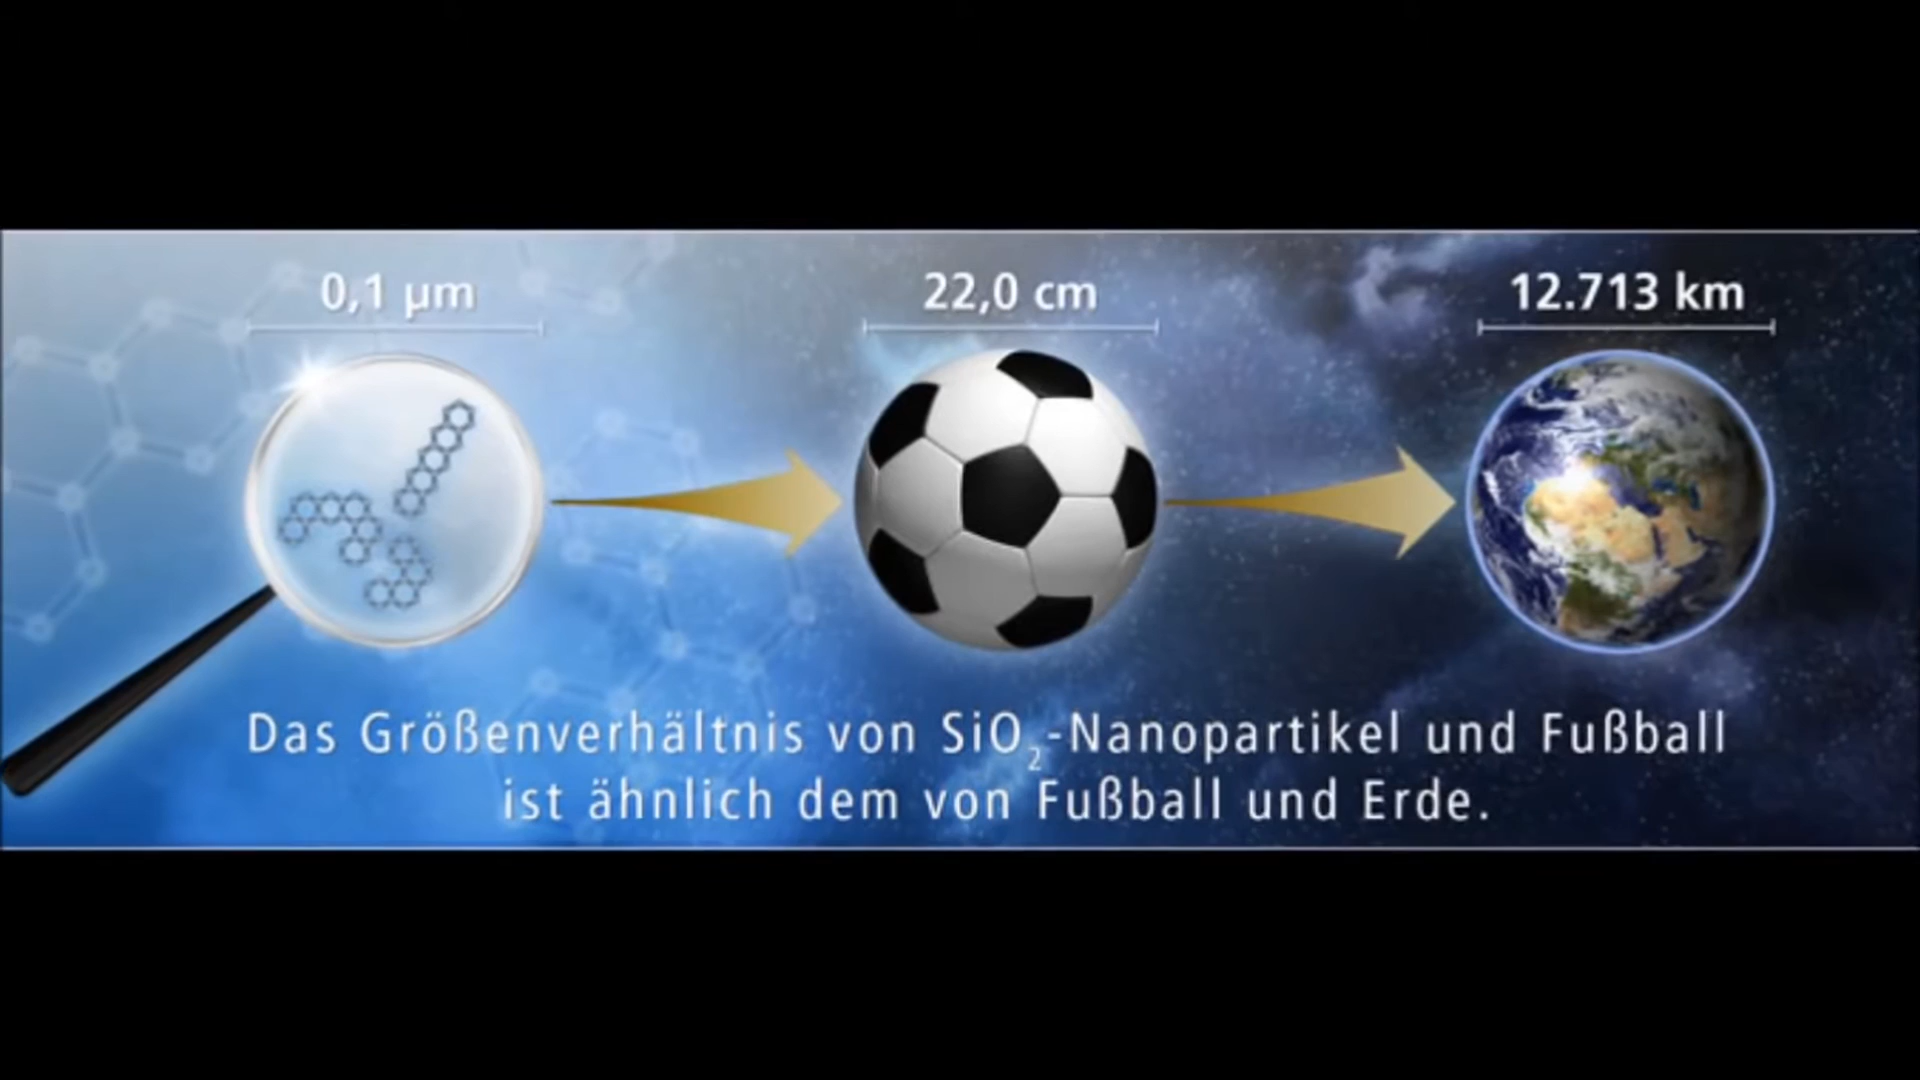 0,1 µm
22,0 cm
12.713 km
Das Größenverhältnis von SiO₂-Nanopartikel und Fußball
ist ähnlich dem von Fußball und Erde.